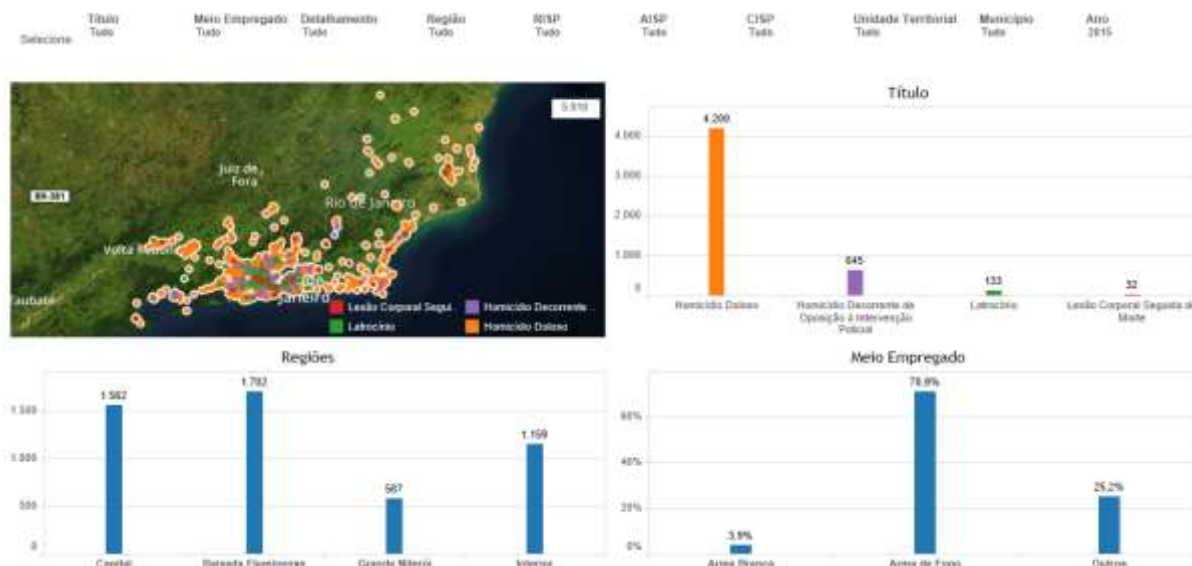 Título Meio Empregado Detalhamento Região RISP AISP CISP Unidade Territorial Município Ano
Selecione Tudo Tudo Tudo Tudo Tudo Tudo Tudo Tudo Tudo 2015
5.010
Juiz de
Fora
BR-381
Rio de Janeiro
Volta
Taubaté
Janeiro
Lesão Corporal Segui... Homicídio Decorrente ...
Latrocínio Homicídio Doloso
Título
4.200
4.000
3.000
2.000
1.000
0
645
133
32
Homicídio Doloso
Homicídio Decorrente de
Oposição à Intervenção
Policial
Latrocínio
Lesão Corporal Seguida de
Morte
Regiões
1.562
1.702
587
1.159
1.500
1.000
500
0
Capital Baixada Fluminense Grande Niterói Interior
Meio Empregado
3,9%
70,9%
25,2%
60%
40%
20%
0%
Arma Branca Arma de Fogo Outros